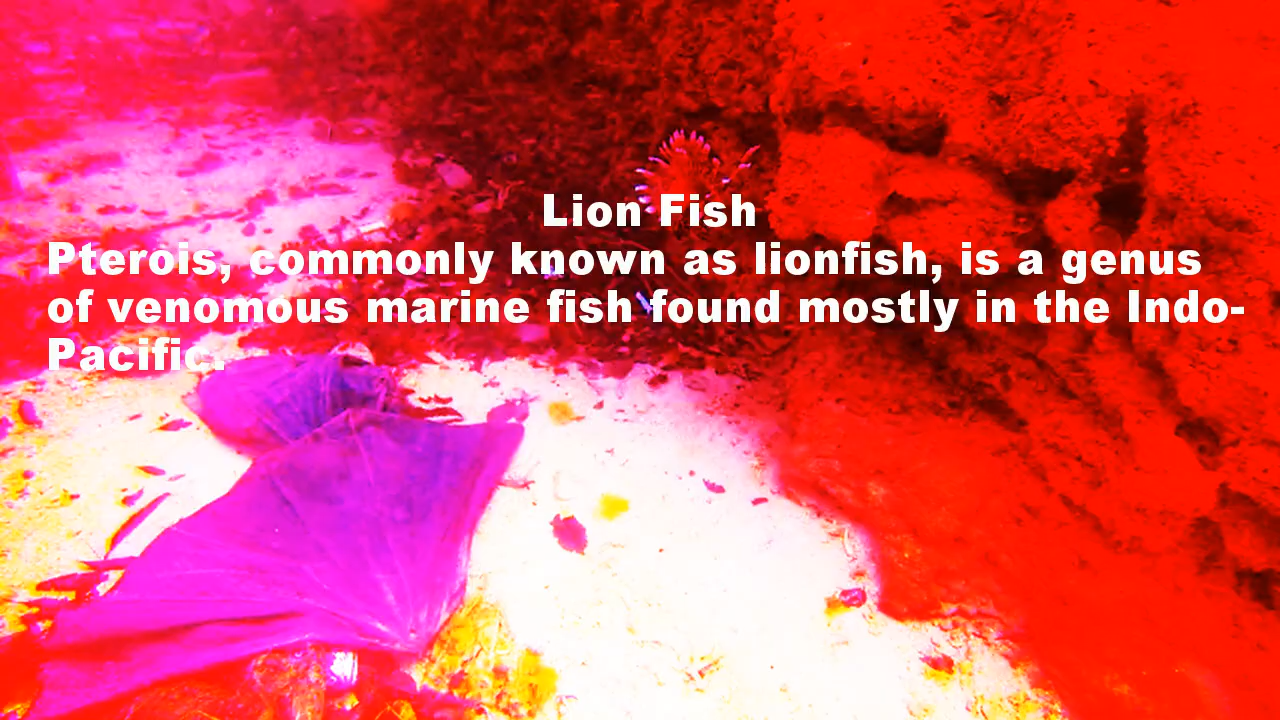 Lion Fish
Pterois, commonly known as lionfish, is a genus
of venomous marine fish found mostly in the Indo-
Pacific.